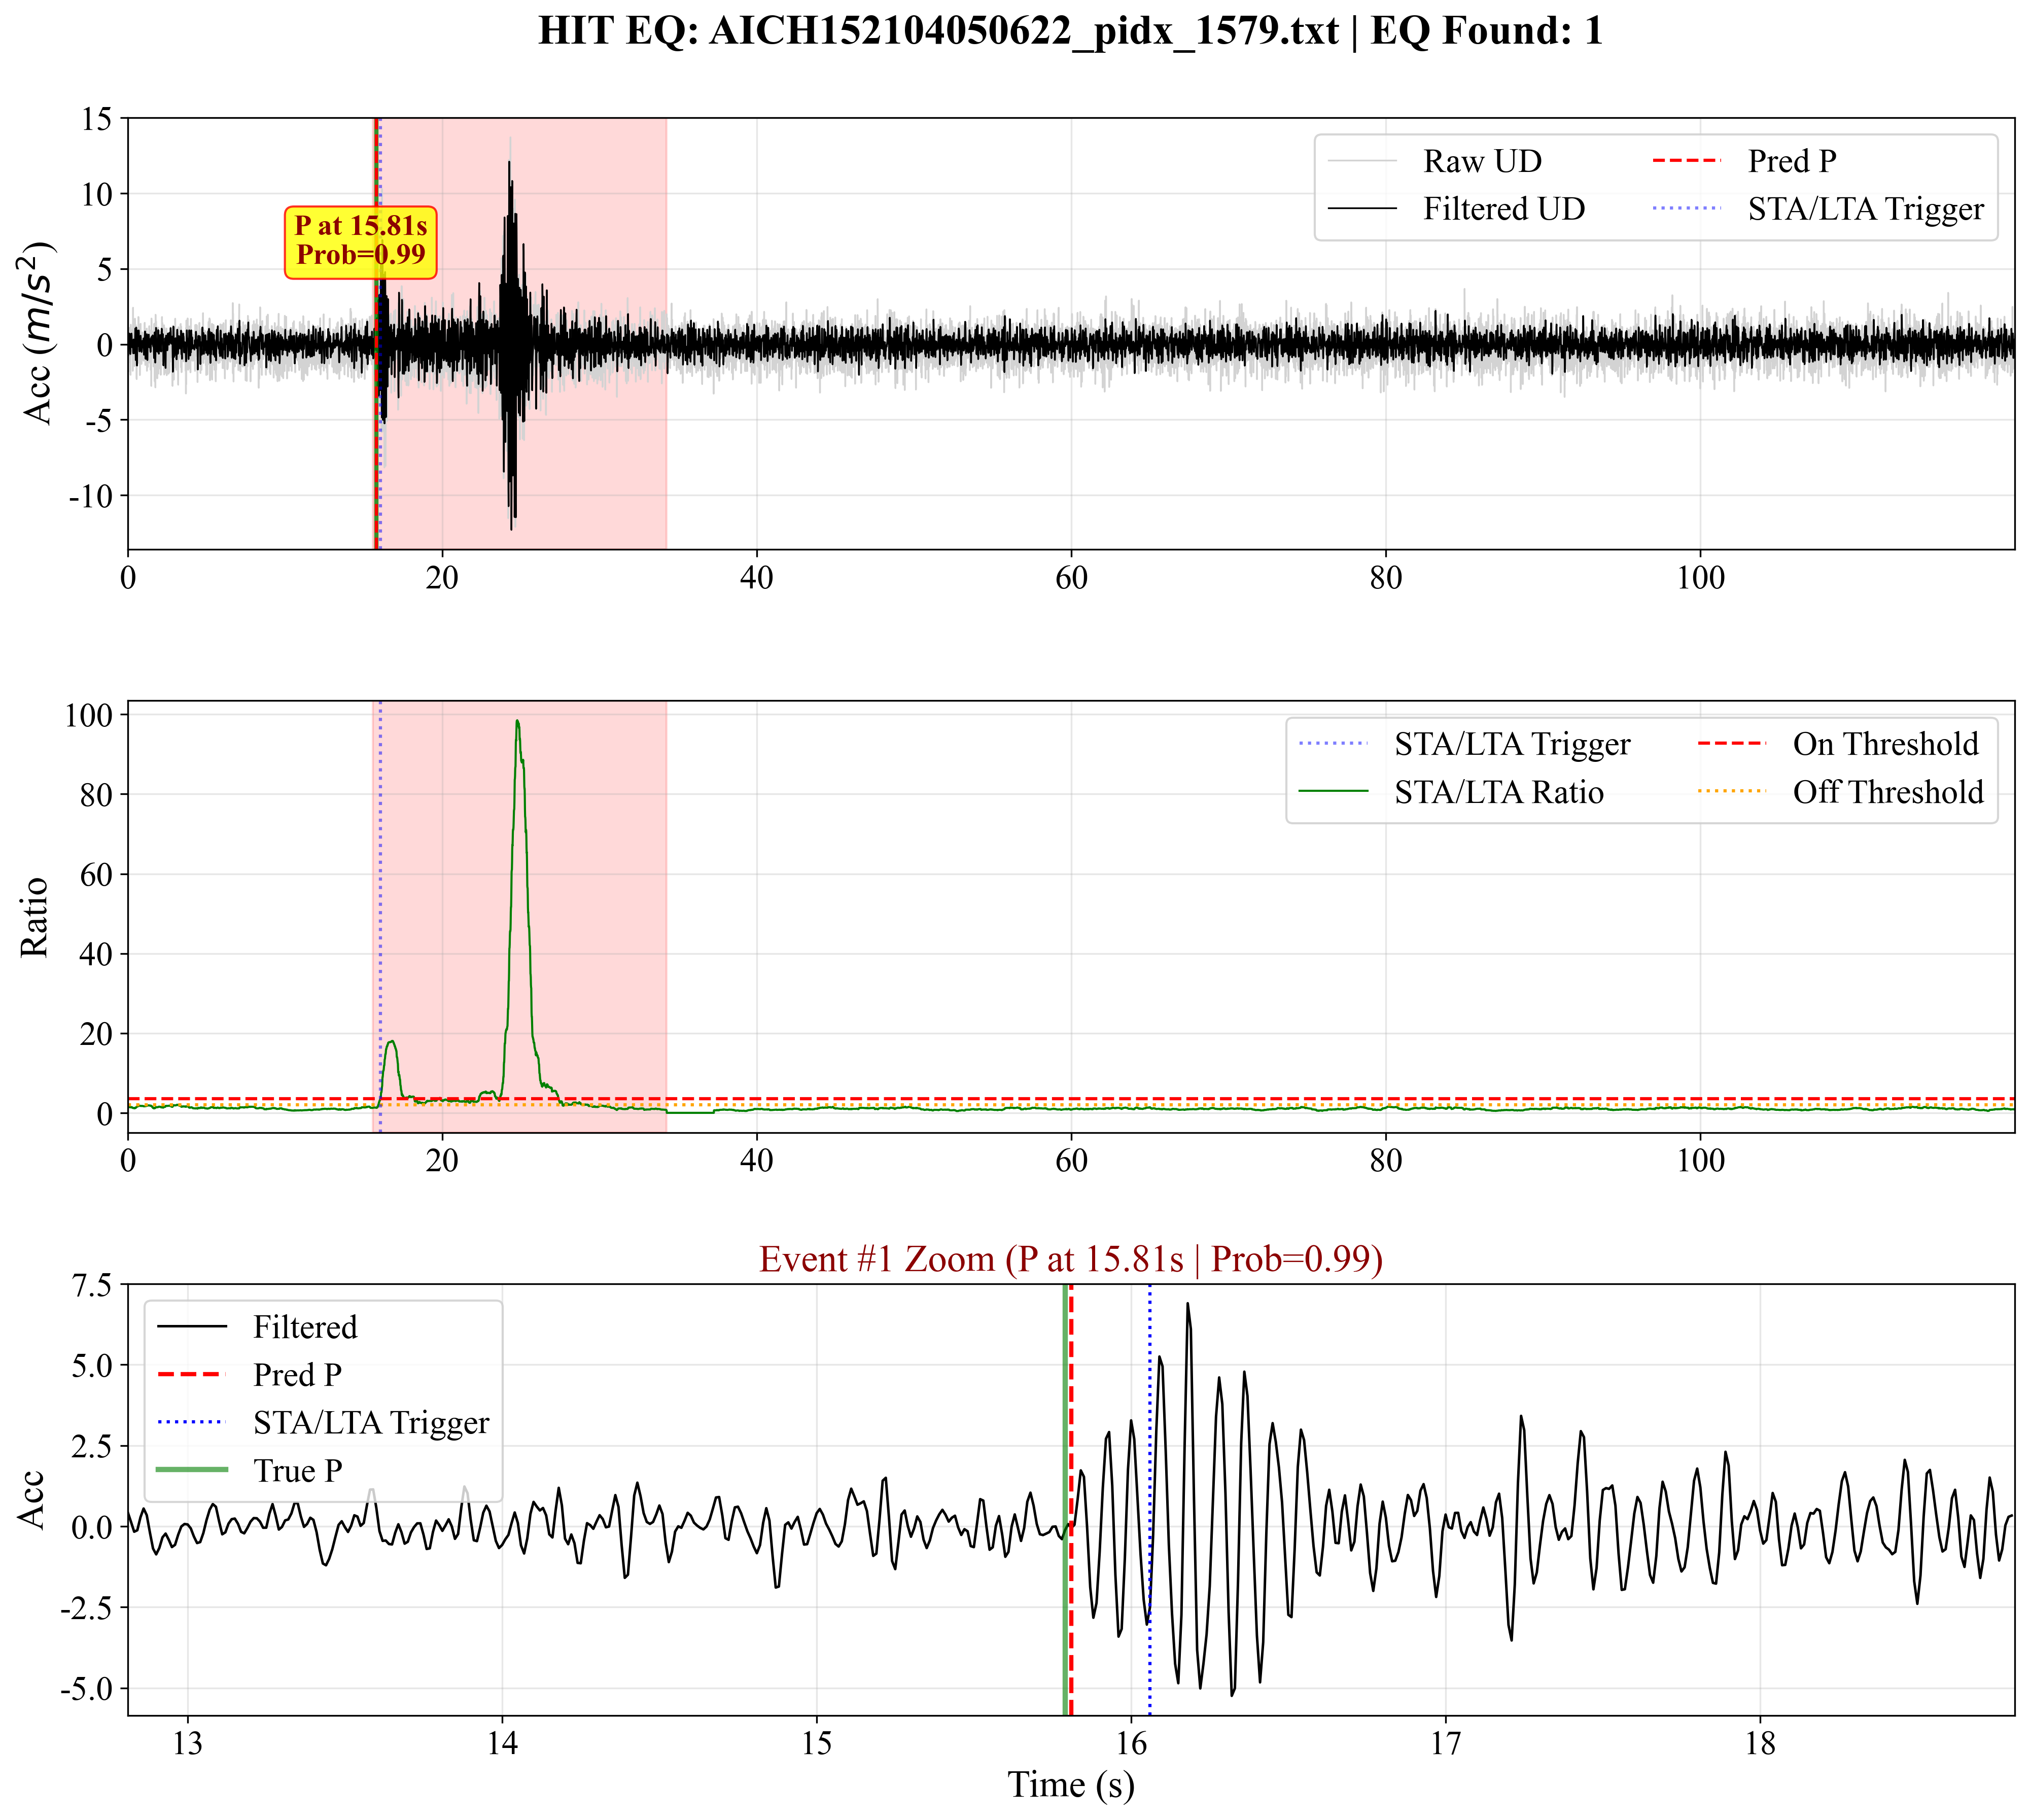 HIT EQ: AICH152104050622_pidx_1579.txt | EQ Found: 1
Acc (m/s²)
15
10
5
0
-5
-10
P at 15.81s
Prob=0.99
Raw UD
Filtered UD
Pred P
STA/LTA Trigger
0 20 40 60 80 100
Ratio
100
80
60
40
20
0
STA/LTA Trigger
STA/LTA Ratio
On Threshold
Off Threshold
0 20 40 60 80 100
Event #1 Zoom (P at 15.81s | Prob=0.99)
Acc
7.5
5.0
2.5
0.0
-2.5
-5.0
Filtered
Pred P
STA/LTA Trigger
True P
13 14 15 16 17 18
Time (s)